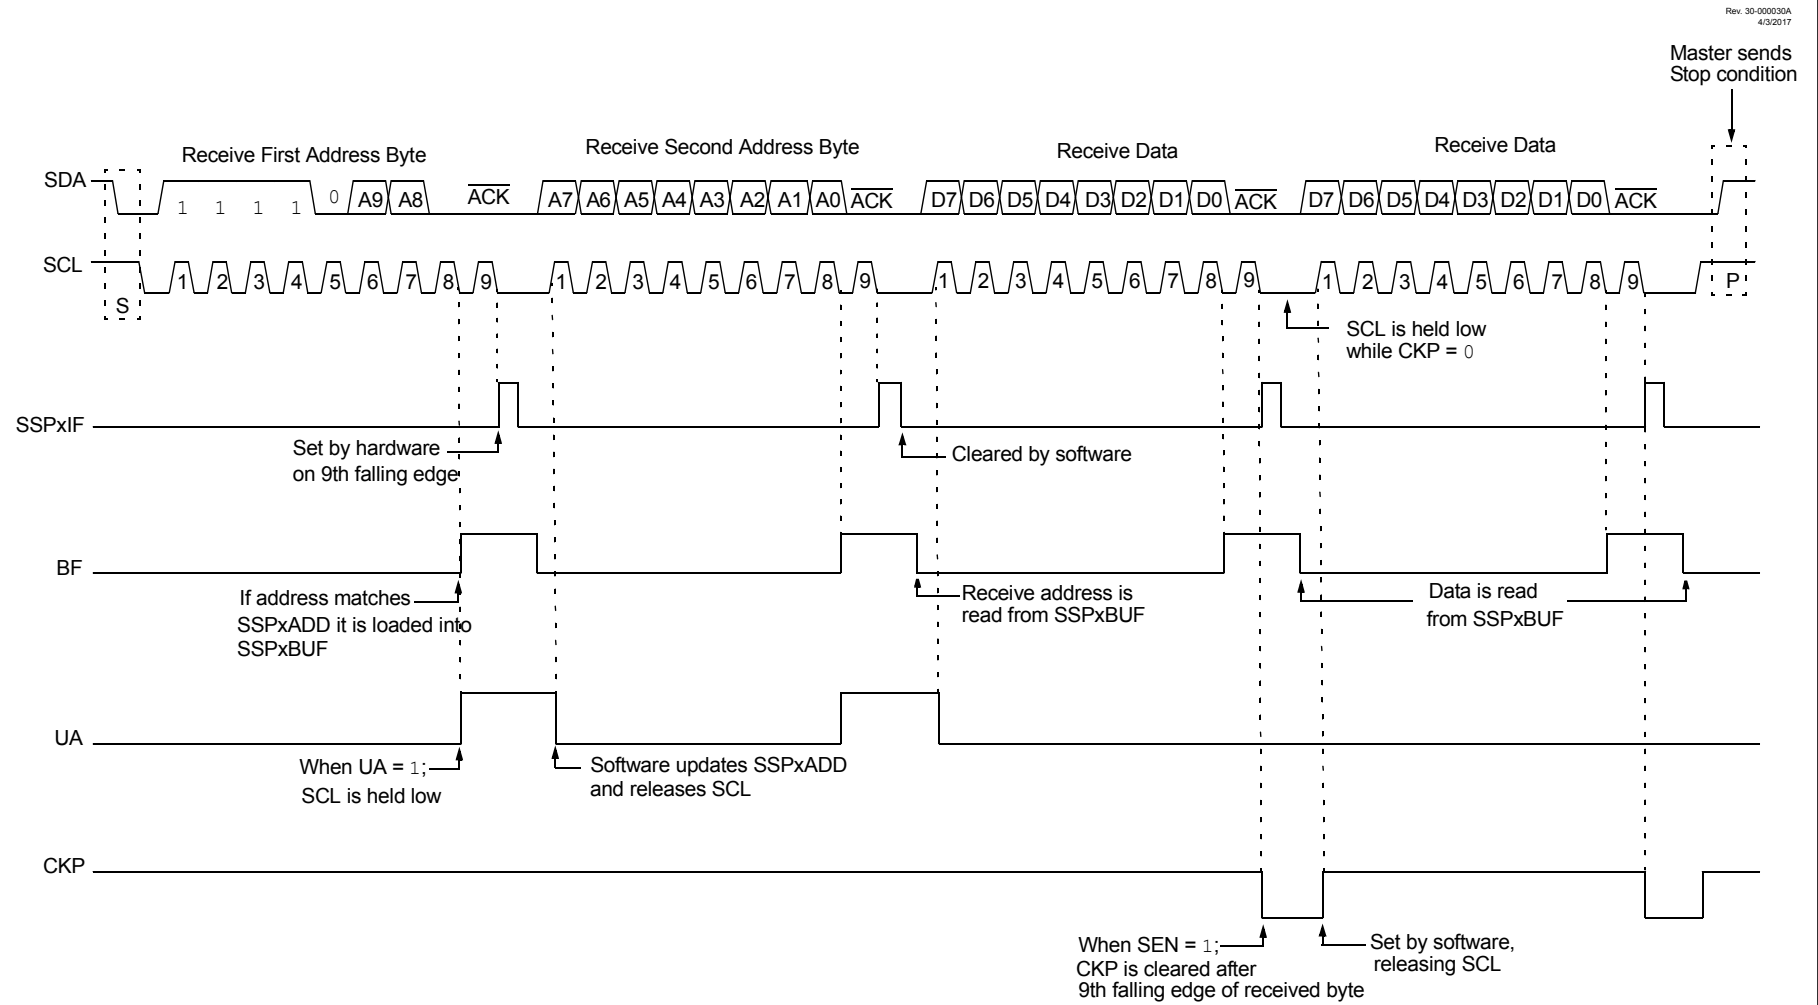 Rev. 30-000030A
4/3/2017
Master sends
Stop condition
Receive First Address Byte
Receive Second Address Byte
Receive Data
Receive Data
SDA
1 1 1 1 0 A9 A8 ACK A7 A6 A5 A4 A3 A2 A1 A0 ACK D7 D6 D5 D4 D3 D2 D1 D0 ACK D7 D6 D5 D4 D3 D2 D1 D0 ACK
SCL
S 1 2 3 4 5 6 7 8 9 1 2 3 4 5 6 7 8 9 1 2 3 4 5 6 7 8 9 1 2 3 4 5 6 7 8 9 P
SCL is held low
while CKP = 0
SSPxIF
Set by hardware
on 9th falling edge
Cleared by software
BF
If address matches
SSPxADD it is loaded into
SSPxBUF
Receive address is
read from SSPxBUF
Data is read
from SSPxBUF
UA
When UA = 1;
SCL is held low
Software updates SSPxADD
and releases SCL
CKP
When SEN = 1;
CKP is cleared after
9th falling edge of received byte
Set by software,
releasing SCL